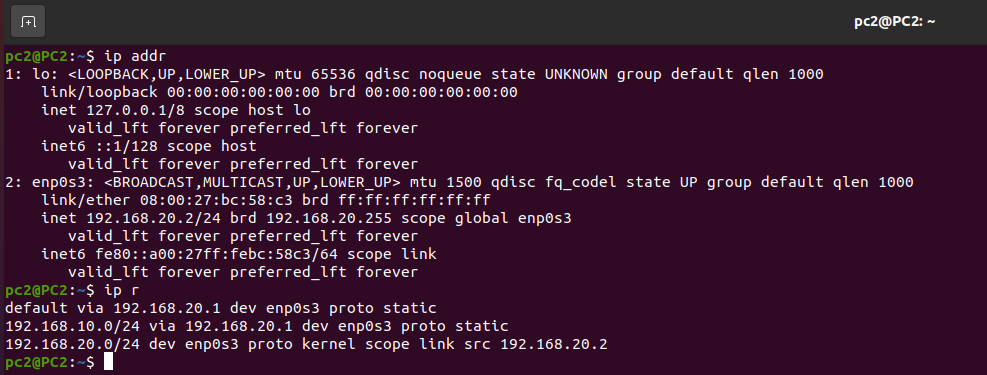 pc2@PC2: ~
pc2@PC2:~$ ip addr
1: lo: <LOOPBACK,UP,LOWER_UP> mtu 65536 qdisc noqueue state UNKNOWN group default qlen 1000
    link/loopback 00:00:00:00:00:00 brd 00:00:00:00:00:00
    inet 127.0.0.1/8 scope host lo
       valid_lft forever preferred_lft forever
    inet6 ::1/128 scope host
       valid_lft forever preferred_lft forever
2: enp0s3: <BROADCAST,MULTICAST,UP,LOWER_UP> mtu 1500 qdisc fq_codel state UP group default qlen 1000
    link/ether 08:00:27:bc:58:c3 brd ff:ff:ff:ff:ff:ff
    inet 192.168.20.2/24 brd 192.168.20.255 scope global enp0s3
       valid_lft forever preferred_lft forever
    inet6 fe80::a00:27ff:febc:58c3/64 scope link
       valid_lft forever preferred_lft forever
pc2@PC2:~$ ip r
default via 192.168.20.1 dev enp0s3 proto static
192.168.10.0/24 via 192.168.20.1 dev enp0s3 proto static
192.168.20.0/24 dev enp0s3 proto kernel scope link src 192.168.20.2
pc2@PC2:~$